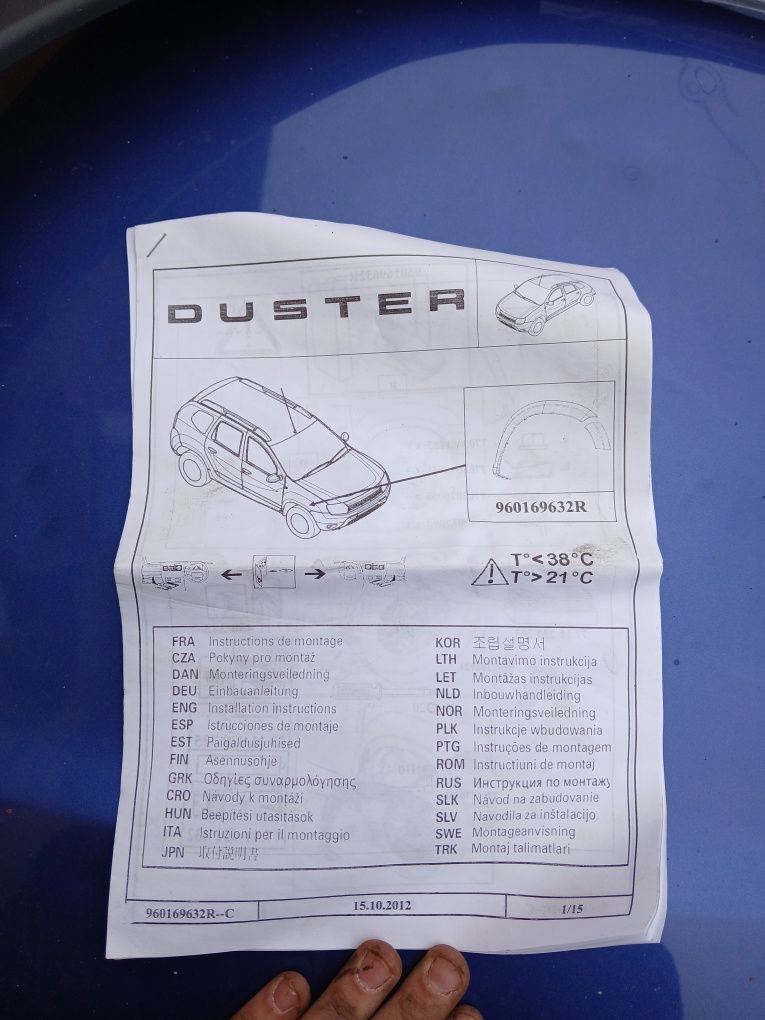 DUSTER
960169632R
T°<38°C
T°>21°C
FRA Instructions de montage
CZA Pokyny pro montaž
DAN Monteringsveiledning
DEU Einbauanleitung
ENG Installation instructions
ESP Istrucciones de montaje
EST Paigaldusjuhised
FIN Asennusohje
GRK Οδηγίες συναρμολόγησης
CRO Návody k montáží
HUN Beepítési utasítások
ITA Istruzioni per il montaggio
JPN 取付説明書
KOR 조립설명서
LTH Montavimo instrukcija
LET Montāžas instrukcijas
NLD Inbouwhandleiding
NOR Monteringsveiledning
PLK Instrukcje wbudowania
PTG Instruções de montagem
ROM Instructiuni de montaj
RUS Инструкция по монтажу
SLK Návod na zabudovanie
SLV Navodila za inštalacijo
SWE Montageanvisning
TRK Montaj talimatlari
960169632R--C
15.10.2012
1/15